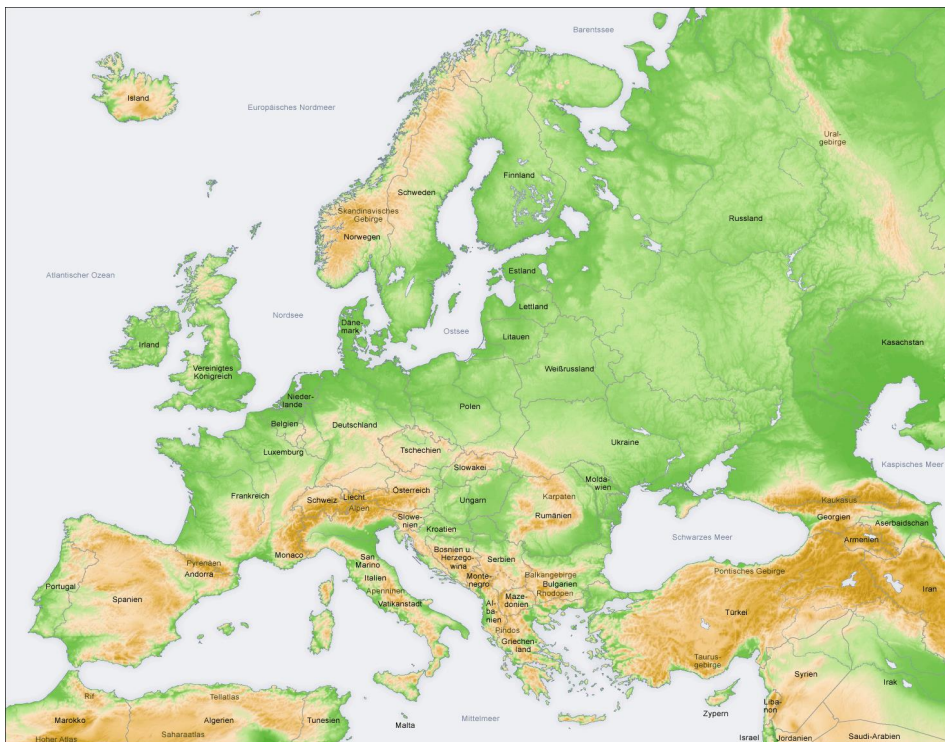 Barentssee
Island
Europäisches Nordmeer
Ural-
gebirge
Finnland
Schweden
Skandinavisches
Gebirge
Russland
Norwegen
Atlantischer Ozean
Estland
Lettland
Nordsee
Däne-
mark
Ostsee
Litauen
Irland
Kasachstan
Vereinigtes
Königreich
Weißrussland
Nieder-
lande
Polen
Belgien
Deutschland
Ukraine
Luxemburg
Tschechien
Slowakei
Kaspisches Meer
Molda-
wien
Frankreich
Schweiz
Liecht
Österreich
Ungarn
Karpaten
Kaukasus
Alpen
Rumänien
Georgien
Slowe-
nien
Kroatien
Aserbaidschan
Schwarzes Meer
Armenien
Monaco
San
Marino
Bosnien u.
Herzego-
wina
Serbien
Pyrenäen
Andorra
Italien
Monte-
negro
Balkangebirge
Bulgarien
Pontisches Gebirge
Portugal
Spanien
Apenninen
Vatikanstadt
Rhodopen
Iran
Al-
ba-
nien
Maze-
donien
Türkei
Pindos
Griechen-
land
Taurus-
gebirge
Syrien
Irak
Rif
Tellatlas
Liba-
non
Zypern
Marokko
Algerien
Tunesien
Malta
Mittelmeer
Hoher Atlas
Saharaatlas
Israel
Jordanien
Saudi-Arabien